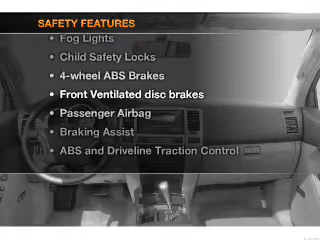 SAFETY FEATURES
• Fog Lights
• Child Safety Locks
• 4-wheel ABS Brakes
• Front Ventilated disc brakes
• Passenger Airbag
• Braking Assist
• ABS and Driveline Traction Control